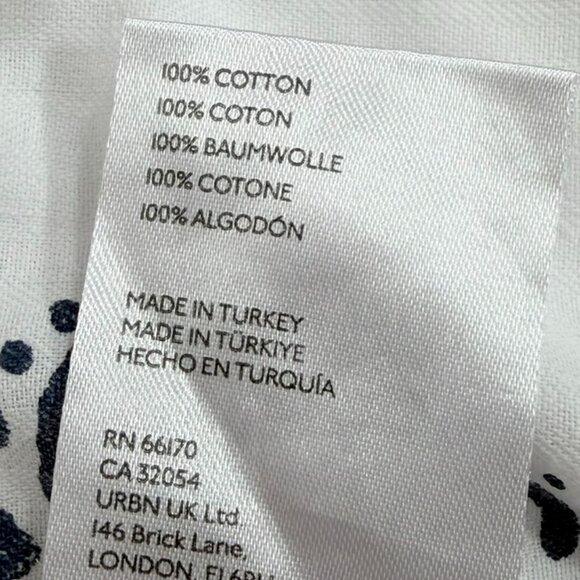 100% COTTON
100% COTON
100% BAUMWOLLE
100% COTONE
100% ALGODÓN
MADE IN TURKEY
MADE IN TÜRKIYE
HECHO EN TURQUÍA
RN 66170
CA 32054
URBN UK Ltd.
146 Brick Lane,
LONDON,